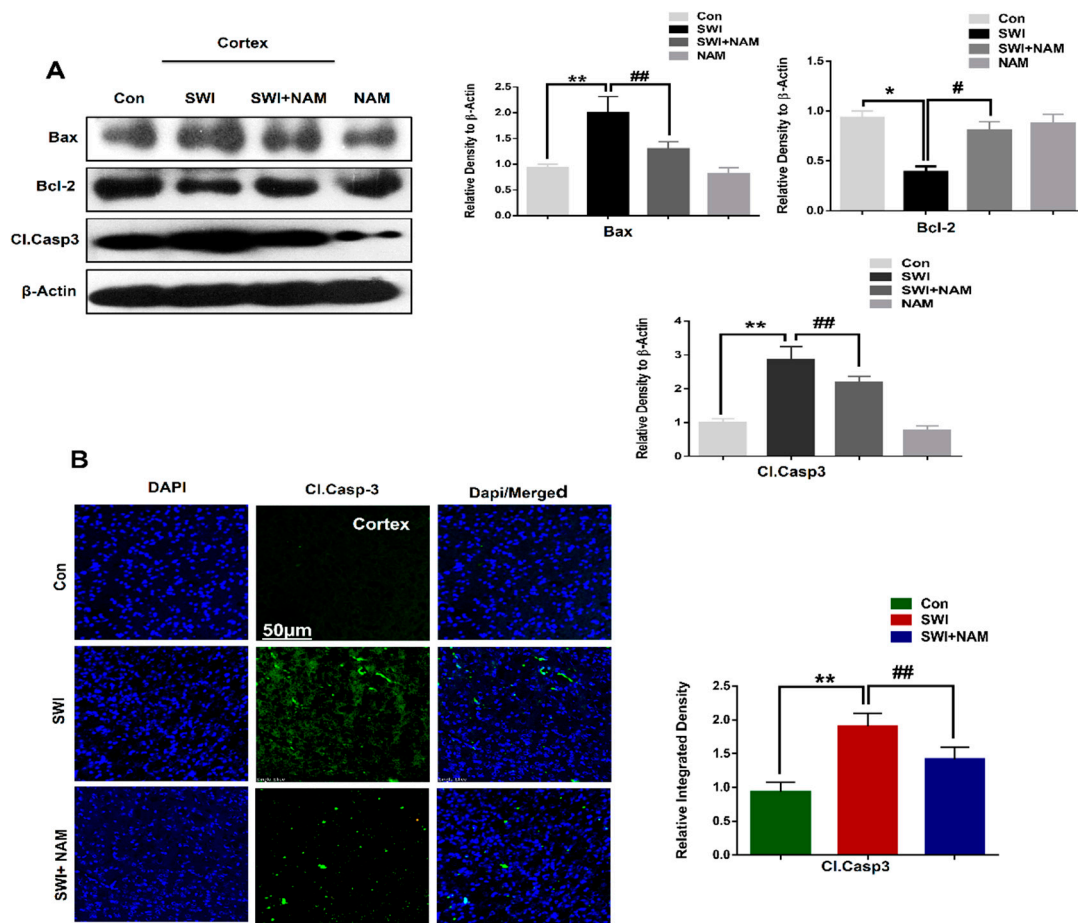 A
Cortex
Con SWI SWI+NAM NAM
Bax
Bcl-2
Cl.Casp3
β-Actin
Con
SWI
SWI+NAM
NAM
Relative Density to β-Actin
2.5
2.0
1.5
1.0
0.5
0.0
** ##
Bax
Con
SWI
SWI+NAM
NAM
Relative Density to β-Actin
1.5
1.0
0.5
0.0
* #
Bcl-2
Con
SWI
SWI+NAM
NAM
Relative Density to β-Actin
4
3
2
1
0
** ##
Cl.Casp3
B
DAPI Cl.Casp-3 Dapi/Merged
Con
Cortex
50µm
SWI
SWI+ NAM
Con
SWI
SWI+NAM
Relative Integrated Density
2.5
2.0
1.5
1.0
0.5
0.0
** ##
Cl.Casp3